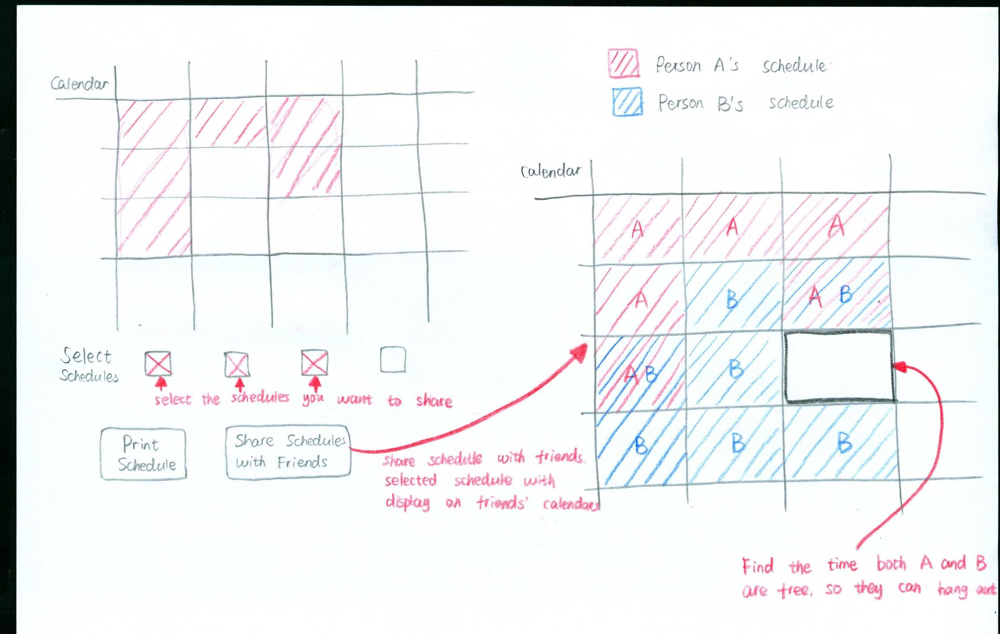 Calendar
Select
Schedules
select the schedules you want to share
Print
Schedule
Share Schedules
with Friends
share schedule with friends.
selected schedule with
display on friends' calendars
Person A's schedule
Person B's schedule
Calendar
A A A
A B A B
A B B
B B B
Find the time both A and B
are free, so they can hang out